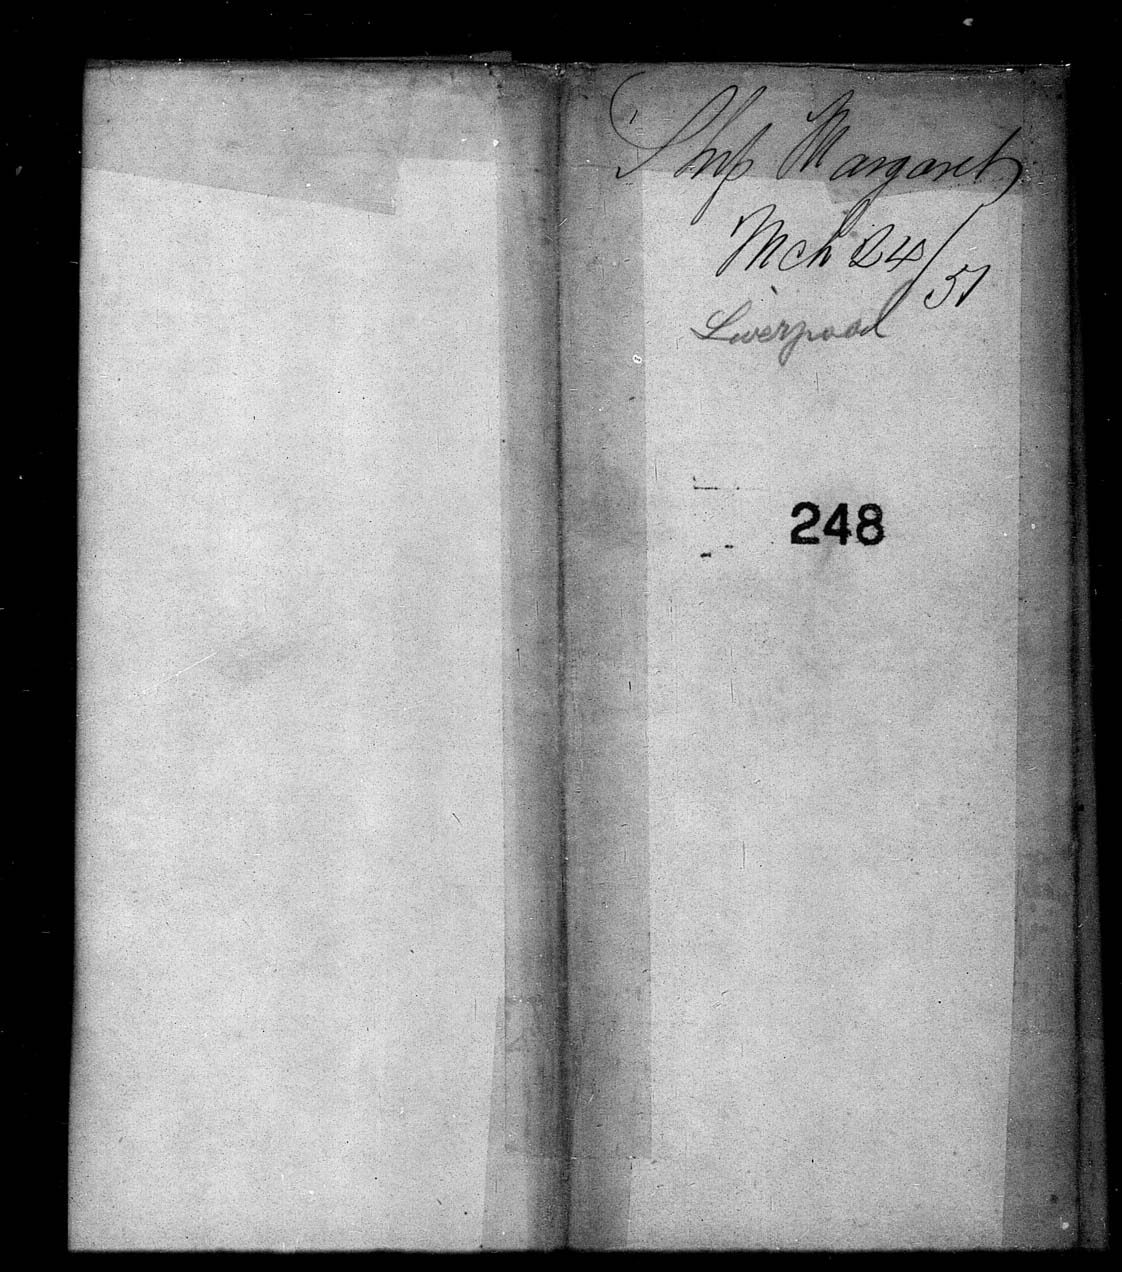 Ship Margaret
Mch 24/51
Liverpool
248